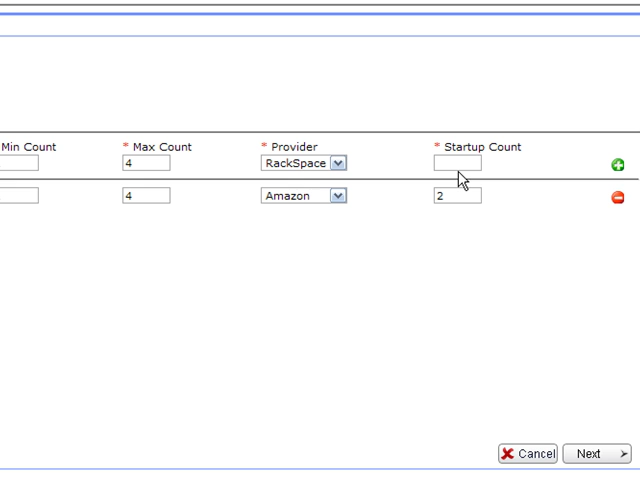 Min Count * Max Count * Provider * Startup Count
4 RackSpace
4 Amazon 2
Cancel Next